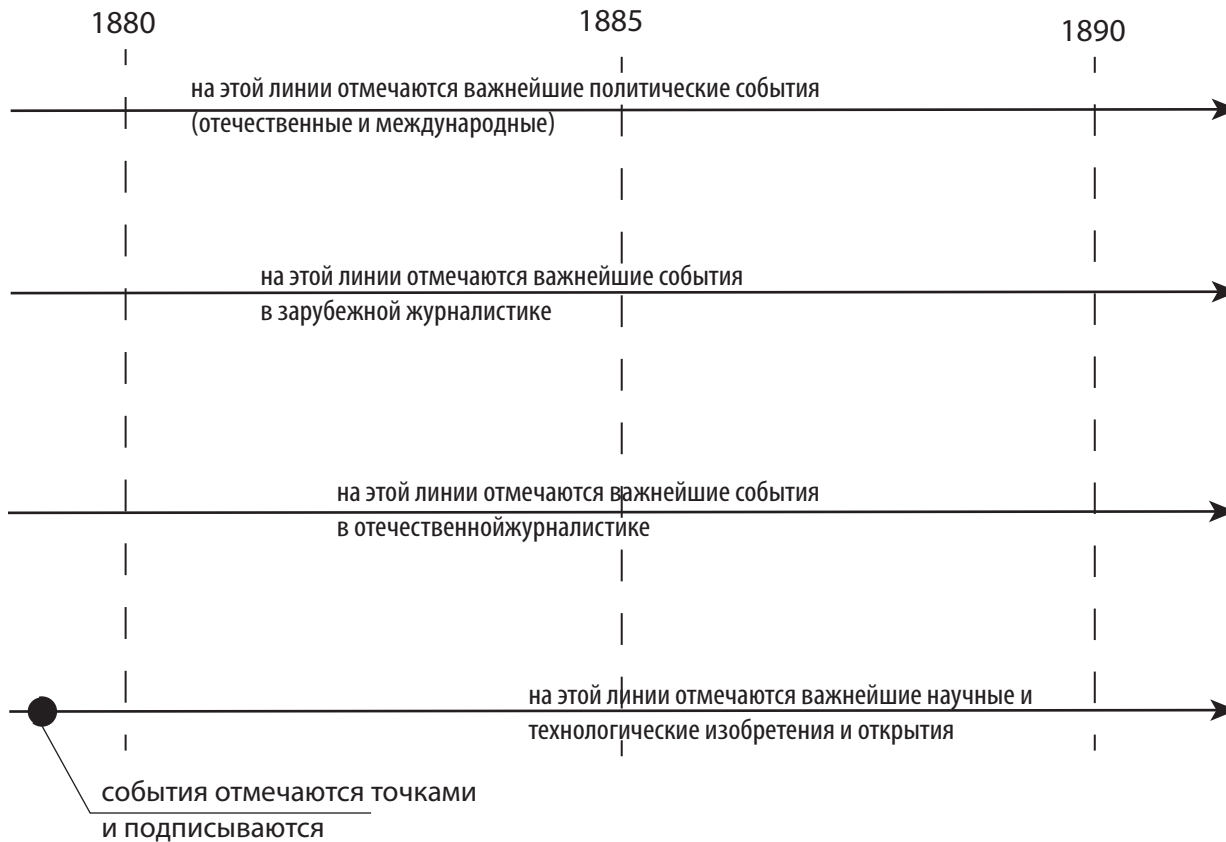 1880
1885
1890
на этой линии отмечаются важнейшие политические события
(отечественные и международные)
на этой линии отмечаются важнейшие события
в зарубежной журналистике
на этой линии отмечаются важнейшие события
в отечественнойжурналистике
на этой линии отмечаются важнейшие научные и
технологические изобретения и открытия
события отмечаются точками
и подписываются